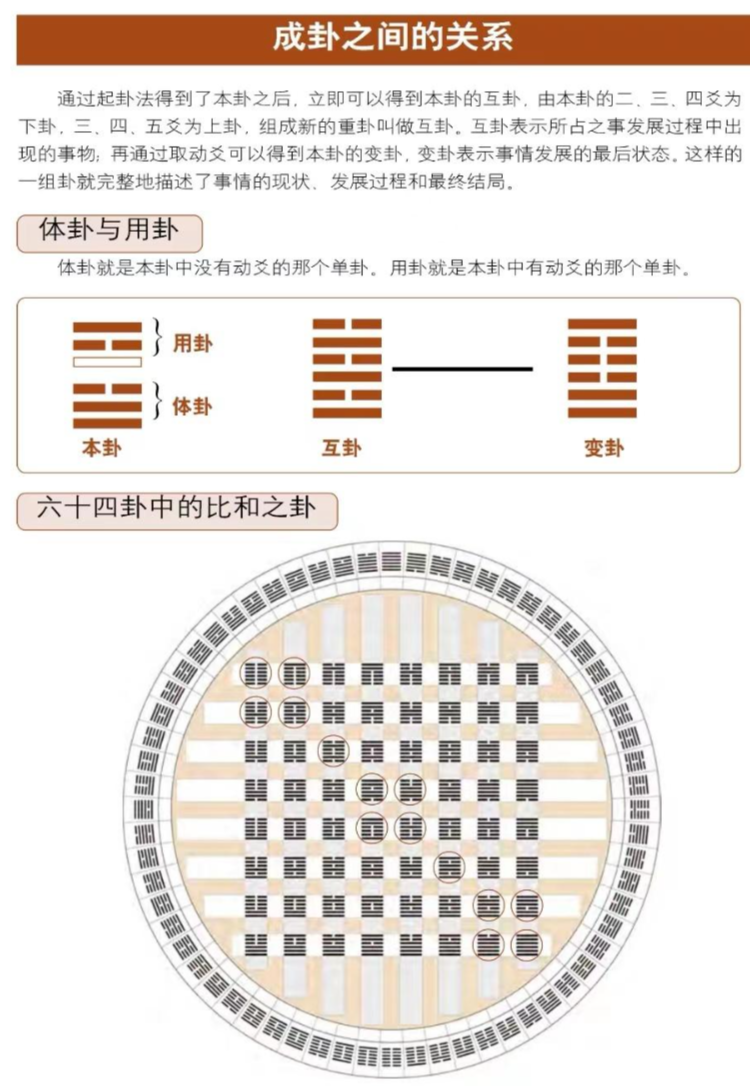 成卦之间的关系
通过起卦法得到了本卦之后，立即可以得到本卦的互卦，由本卦的二、三、四爻为
下卦，三、四、五爻为上卦，组成新的重卦叫做互卦。互卦表示所占之事发展过程中出
现的事物；再通过取动爻可以得到本卦的变卦，变卦表示事情发展的最后状态。这样的
一组卦就完整地描述了事情的现状、发展过程和最终结局。
体卦与用卦
体卦就是本卦中没有动爻的那个单卦。用卦就是本卦中有动爻的那个单卦。
用卦
体卦
本卦
互卦
变卦
六十四卦中的比和之卦